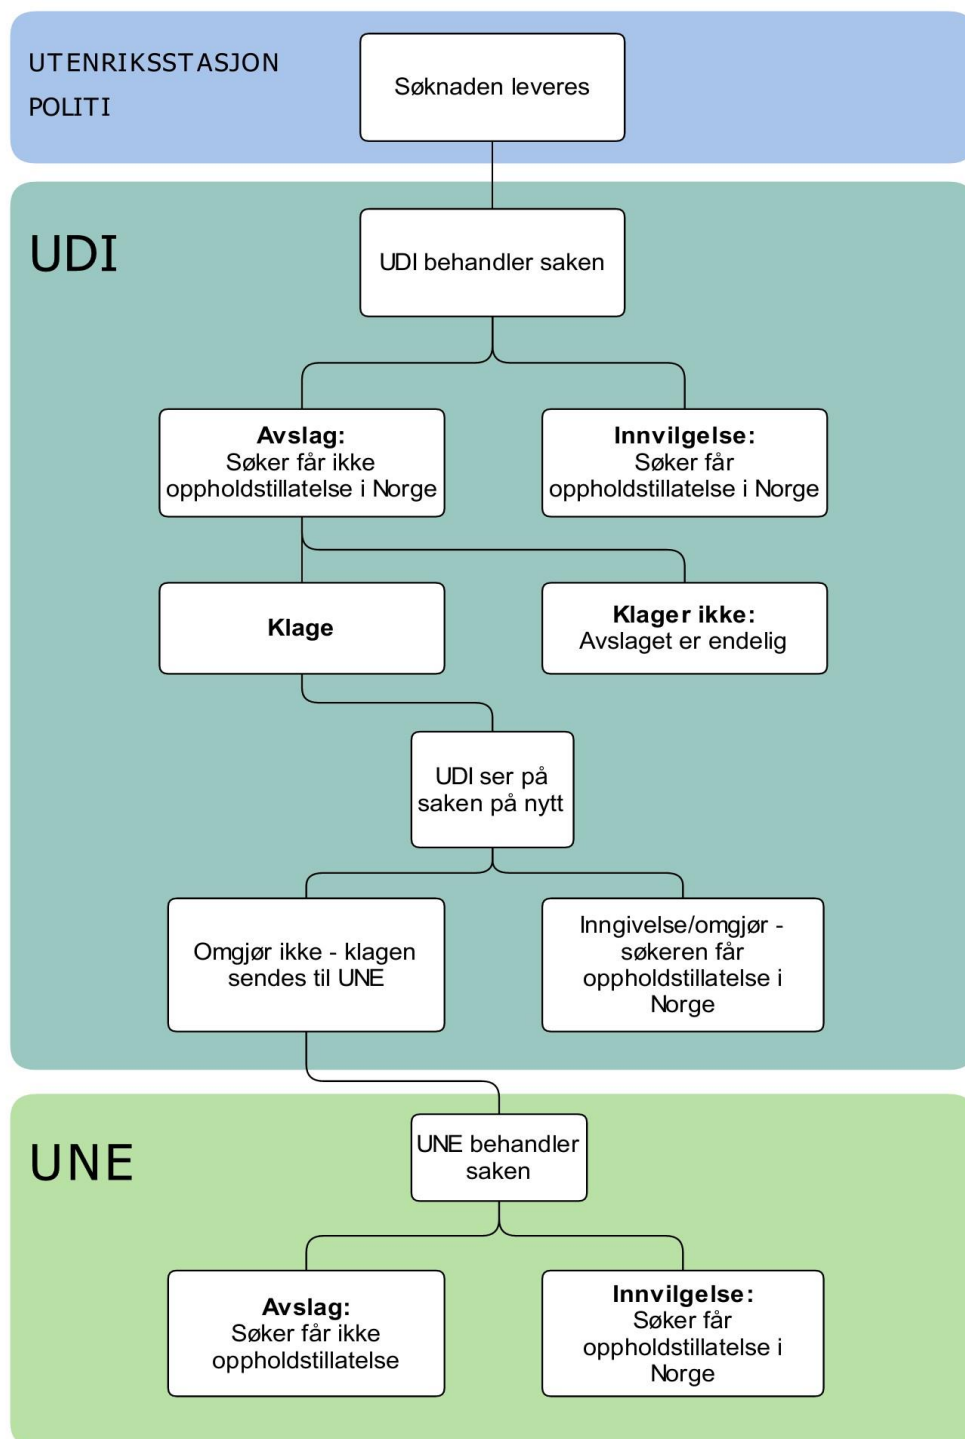 UTENRIKSSTASJON
POLITI
Søknaden leveres
UDI
UDI behandler saken
Avslag:
Søker får ikke
oppholdstillatelse i Norge
Innvilgelse:
Søker får
oppholdstillatelse i Norge
Klage
Klager ikke:
Avslaget er endelig
UDI ser på
saken på nytt
Omgjør ikke - klagen
sendes til UNE
Inngivelse/omgjør -
søkeren får
oppholdstillatelse i
Norge
UNE
UNE behandler
saken
Avslag:
Søker får ikke
oppholdstillatelse
Innvilgelse:
Søker får
oppholdstillatelse i
Norge